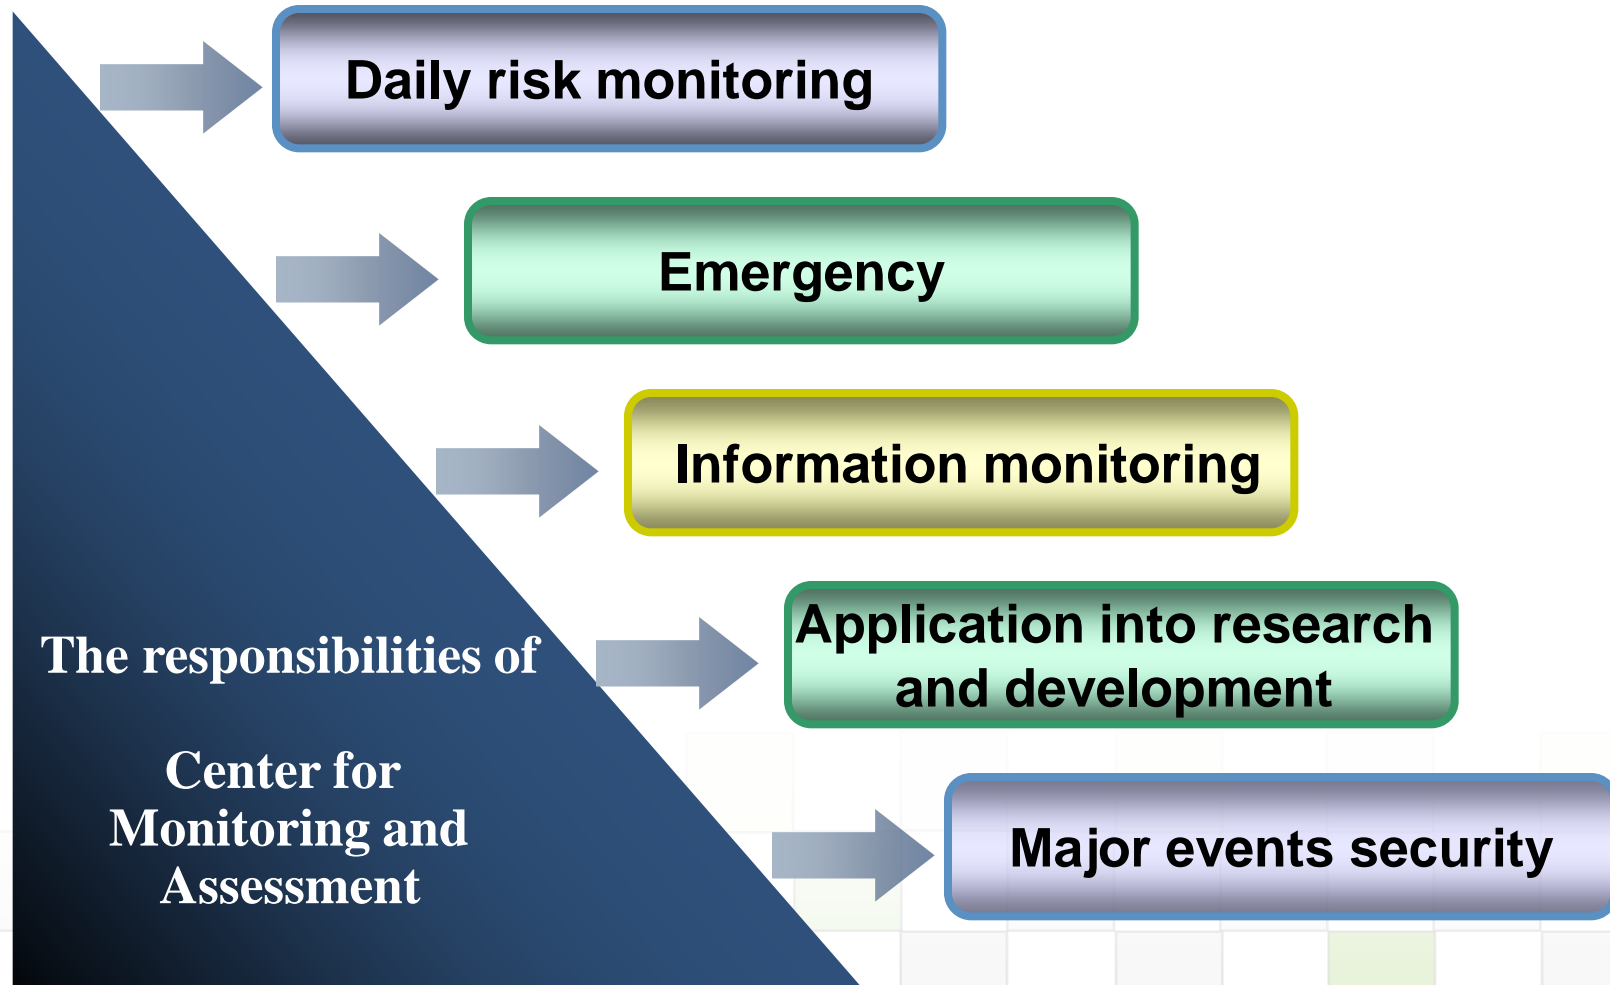 Daily risk monitoring
Emergency
Information monitoring
Application into research
and development
Major events security
The responsibilities of
Center for
Monitoring and
Assessment